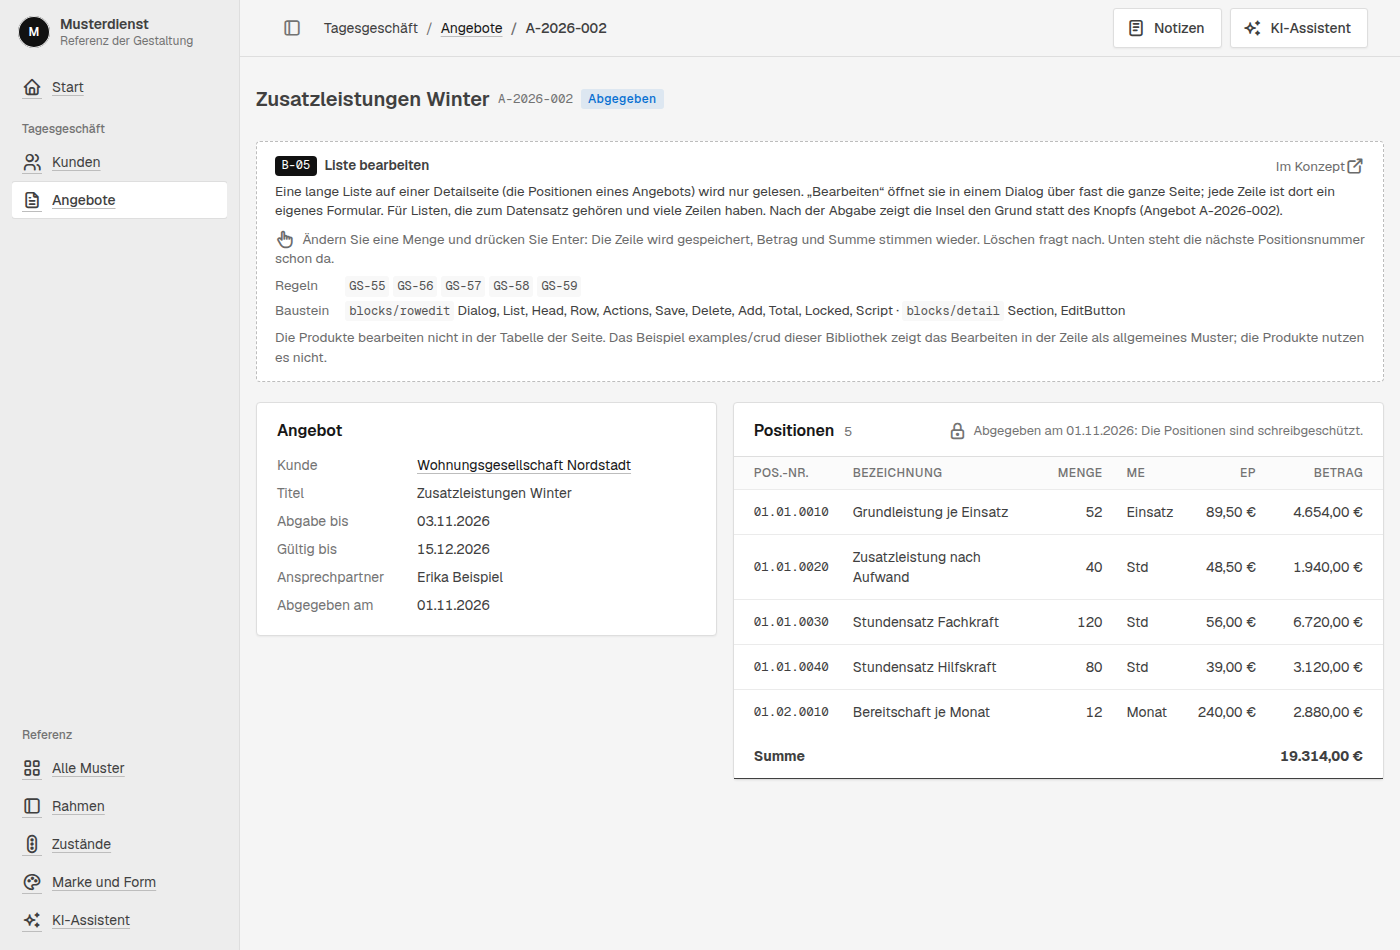 M
Musterdienst
Referenz der Gestaltung
Start
Tagesgeschäft
Kunden
Angebote
Referenz
Alle Muster
Rahmen
Zustände
Marke und Form
KI-Assistent
Tagesgeschäft / Angebote / A-2026-002
Notizen
KI-Assistent
Zusatzleistungen Winter A-2026-002 Abgegeben
B-05 Liste bearbeiten
Im Konzept
Eine lange Liste auf einer Detailseite (die Positionen eines Angebots) wird nur gelesen. „Bearbeiten“ öffnet sie in einem Dialog über fast die ganze Seite; jede Zeile ist dort ein
eigenes Formular. Für Listen, die zum Datensatz gehören und viele Zeilen haben. Nach der Abgabe zeigt die Insel den Grund statt des Knopfs (Angebot A-2026-002).
Ändern Sie eine Menge und drücken Sie Enter: Die Zeile wird gespeichert, Betrag und Summe stimmen wieder. Löschen fragt nach. Unten steht die nächste Positionsnummer
schon da.
Regeln GS-55 GS-56 GS-57 GS-58 GS-59
Baustein blocks/rowedit Dialog, List, Head, Row, Actions, Save, Delete, Add, Total, Locked, Script · blocks/detail Section, EditButton
Die Produkte bearbeiten nicht in der Tabelle der Seite. Das Beispiel examples/crud dieser Bibliothek zeigt das Bearbeiten in der Zeile als allgemeines Muster; die Produkte nutzen
es nicht.
Angebot
Kunde Wohnungsgesellschaft Nordstadt
Titel Zusatzleistungen Winter
Abgabe bis 03.11.2026
Gültig bis 15.12.2026
Ansprechpartner Erika Beispiel
Abgegeben am 01.11.2026
Positionen 5
Abgegeben am 01.11.2026: Die Positionen sind schreibgeschützt.
POS.-NR. BEZEICHNUNG MENGE ME EP BETRAG
01.01.0010 Grundleistung je Einsatz 52 Einsatz 89,50 € 4.654,00 €
01.01.0020 Zusatzleistung nach
Aufwand 40 Std 48,50 € 1.940,00 €
01.01.0030 Stundensatz Fachkraft 120 Std 56,00 € 6.720,00 €
01.01.0040 Stundensatz Hilfskraft 80 Std 39,00 € 3.120,00 €
01.02.0010 Bereitschaft je Monat 12 Monat 240,00 € 2.880,00 €
Summe 19.314,00 €